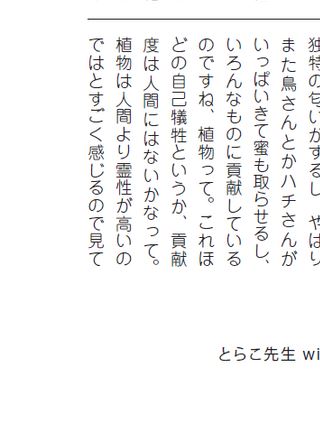 独特の匂いがするし、やはり
また鳥さんとかハチさんが
いっぱいきて蜜も取らせるし、
いろんなものに貢献している
のですね、植物って。これほ
どの自己犠牲というか、貢献
度は人間にはないかなって。
植物は人間より霊性が高いの
ではとすごく感じるので見て
とらこ先生 wi